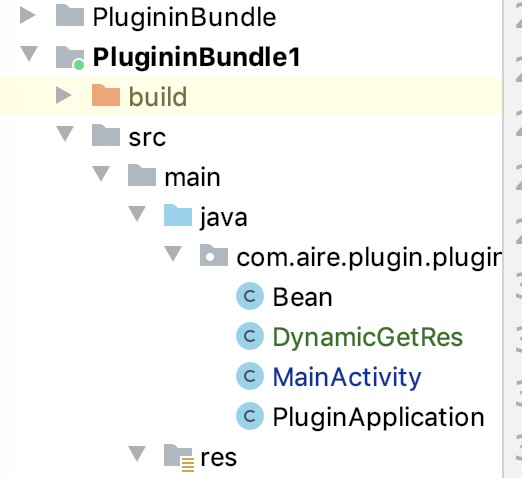 PlugininBundle
PlugininBundle1
build
src
main
java
com.aire.plugin.plugin
C Bean
C DynamicGetRes
C MainActivity
C PluginApplication
res